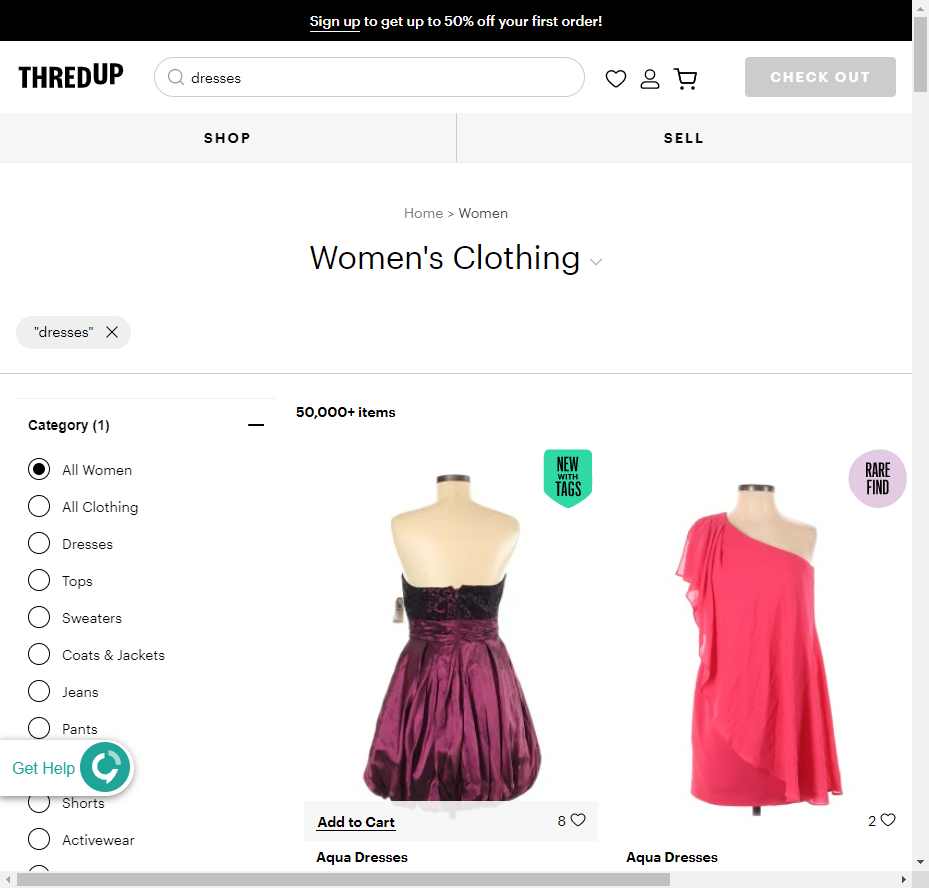 Sign up to get up to 50% off your first order!
THREDUP
dresses
CHECK OUT
SHOP
SELL
Home > Women
Women's Clothing
"dresses"
Category (1)
50,000+ items
All Women
All Clothing
Dresses
Tops
Sweaters
Coats & Jackets
Jeans
Pants
Get Help
Shorts
Activewear
NEW
WITH
TAGS
RARE
FIND
Add to Cart
8
2
Aqua Dresses
Aqua Dresses